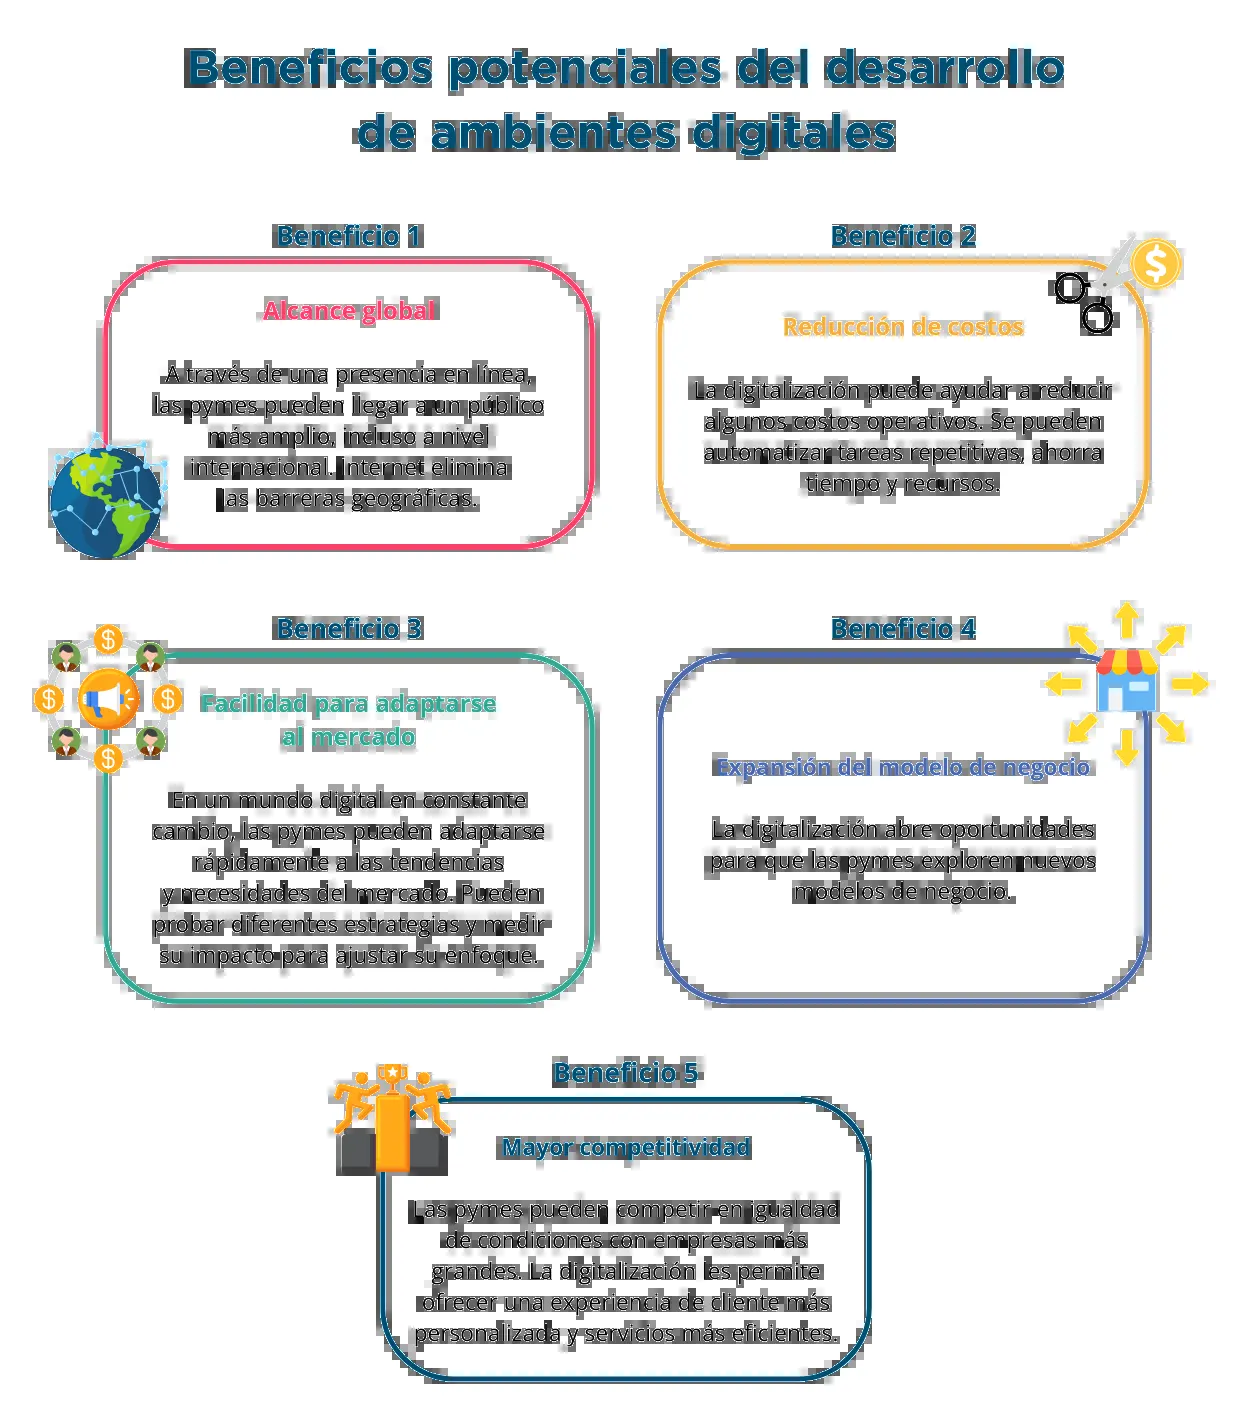 Beneficios potenciales del desarrollo
de ambientes digitales
Beneficio 1
Alcance global
A través de una presencia en línea,
las pymes pueden llegar a un público
más amplio, incluso a nivel
internacional. Internet elimina
las barreras geográficas.
Beneficio 2
Reducción de costos
La digitalización puede ayudar a reducir
algunos costos operativos. Se pueden
automatizar tareas repetitivas, ahorra
tiempo y recursos.
Beneficio 3
Facilidad para adaptarse
al mercado
En un mundo digital en constante
cambio, las pymes pueden adaptarse
rápidamente a las tendencias
y necesidades del mercado. Pueden
probar diferentes estrategias y medir
su impacto para ajustar su enfoque.
Beneficio 4
Expansión del modelo de negocio
La digitalización abre oportunidades
para que las pymes exploren nuevos
modelos de negocio.
Beneficio 5
Mayor competitividad
Las pymes pueden competir en igualdad
de condiciones con empresas más
grandes. La digitalización les permite
ofrecer una experiencia de cliente más
personalizada y servicios más eficientes.